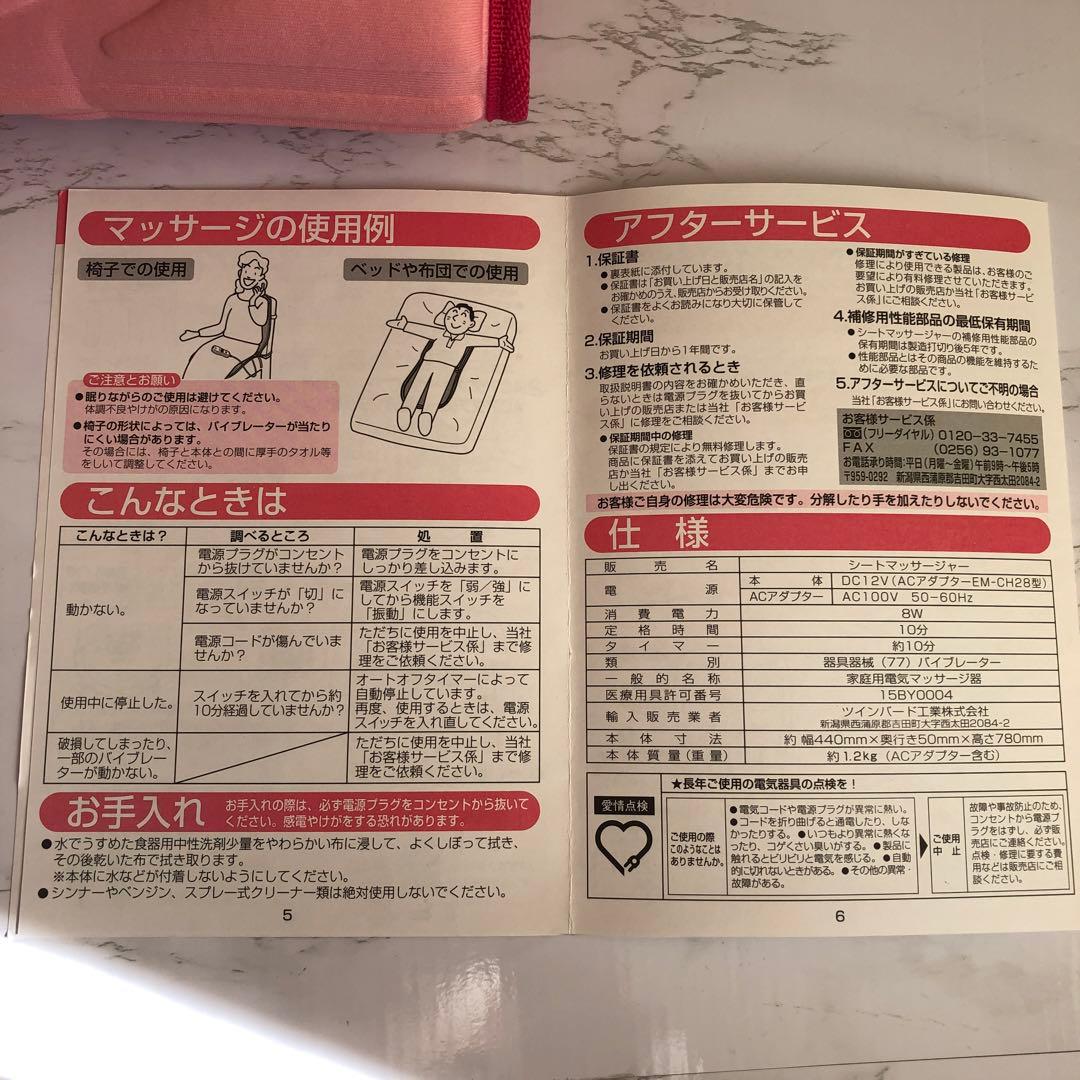 マッサージの使用例
椅子での使用
ベッドや布団での使用
ご注意とお願い
●眠りながらのご使用は避けてください。
体調不良やけがの原因になります。
●椅子の形状によっては、バイブレーターが当たり
にくい場合があります。
その場合には、椅子と本体との間に厚手のタオル等
をしいて調整してください。
こんなときは
こんなときは？ 調べるところ 処置
動かない。
電源プラグがコンセント
から抜けていませんか？
電源プラグをコンセントに
しっかり差し込みます。
電源スイッチが「切」に
なっていませんか？
電源スイッチを「弱／強」に
してから機能スイッチを
「振動」にします。
電源コードが傷んでいま
せんか？
ただちに使用を中止し、当社
「お客様サービス係」まで修
理をご依頼ください。
使用中に停止した。
スイッチを入れてから約
10分経過していませんか？
オートオフタイマーによって
自動停止しています。
再度、使用するときは、電源
スイッチを入れ直してください。
破損してしまったり、
一部のバイブレー
ターが動かない。
ただちに使用を中止し、当社
「お客様サービス係」まで修
理をご依頼ください。
お手入れ
お手入れの際は、必ず電源プラグをコンセントから抜いて
ください。感電やけがをする恐れがあります。
●水でうすめた食器用中性洗剤少量をやわらかい布に浸して、よくしぼって拭き、
その後乾いた布で拭き取ります。
※本体に水などが付着しないようにしてください。
●シンナーやベンジン、スプレー式クリーナー類は絶対使用しないでください。
5
アフターサービス
1.保証書
●裏表紙に添付しています。
●保証書は「お買い上げ日と販売店名」の記入を
お確かめのうえ、販売店からお受け取りください。
●保証書をよくお読みになり大切に保管して
ください。
2.保証期間
お買い上げ日から1年間です。
3.修理を依頼されるとき
取扱説明書の内容をお確かめいただき、直
らないときは電源プラグを抜いてからお買
い上げの販売店または当社「お客様サービ
ス係」に修理をご相談ください。
●保証期間中の修理
保証書の規定により無料修理します。
商品に保証書を添えてお買い上げの販売
店か当社「お客様サービス係」までお申
し出ください。
●保証期間がすぎている修理
修理により使用できる製品は、お客様のご
要望により有料修理させていただきます。
お買い上げの販売店か当社「お客様サービ
ス係」にご相談ください。
4.補修用性能部品の最低保有期間
●シートマッサージャーの補修用性能部品の
保有期間は製造打切り後5年です。
●性能部品とはその商品の機能を維持するた
めに必要な部品です。
5.アフターサービスについてご不明の場合
当社「お客様サービス係」にお問い合わせください。
お客様サービス係
(フリーダイヤル) 0120-33-7455
FAX (0256) 93-1077
お電話承り時間:平日(月曜〜金曜)午前9時〜午後5時
〒959-0292 新潟県西蒲原郡吉田町大字西太田2084-2
お客様ご自身の修理は大変危険です。分解したり手を加えたりしないでください。
仕様
販売名 シートマッサージャー
電源 本体 DC12V(ACアダプターEM-CH28型)
ACアダプター AC100V 50−60Hz
消費電力 8W
定格時間 10分
タイマー 約10分
類別 器具器械（77）バイブレーター
一般的名称 家庭用電気マッサージ器
医療用具許可番号 15BY0004
輸入販売業者 ツインバード工業株式会社
新潟県西蒲原郡吉田町大字西太田2084-2
本体寸法 約 幅440mm×奥行き50mm×高さ780mm
本体質量(重量) 約1.2kg（ACアダプター含む）
★長年ご使用の電気器具の点検を！
愛情点検
ご使用の際
このようなことは
ありませんか。
●電気コードや電源プラグが異常に熱い。
●コードを折り曲げると通電したり、しな
かったりする。●いつもより異常に熱くな
ったり、コゲくさい臭いがする。●製品に
触れるとビリビリと電気を感じる。●自動
的に切れないときがある。●その他の異常・
故障がある。
ご使用
中止
故障や事故防止のため、
コンセントから電源プ
ラグをはずし、必ず販
売店にご連絡ください。
点検・修理に要する費
用などは販売店にご相
談ください。
6